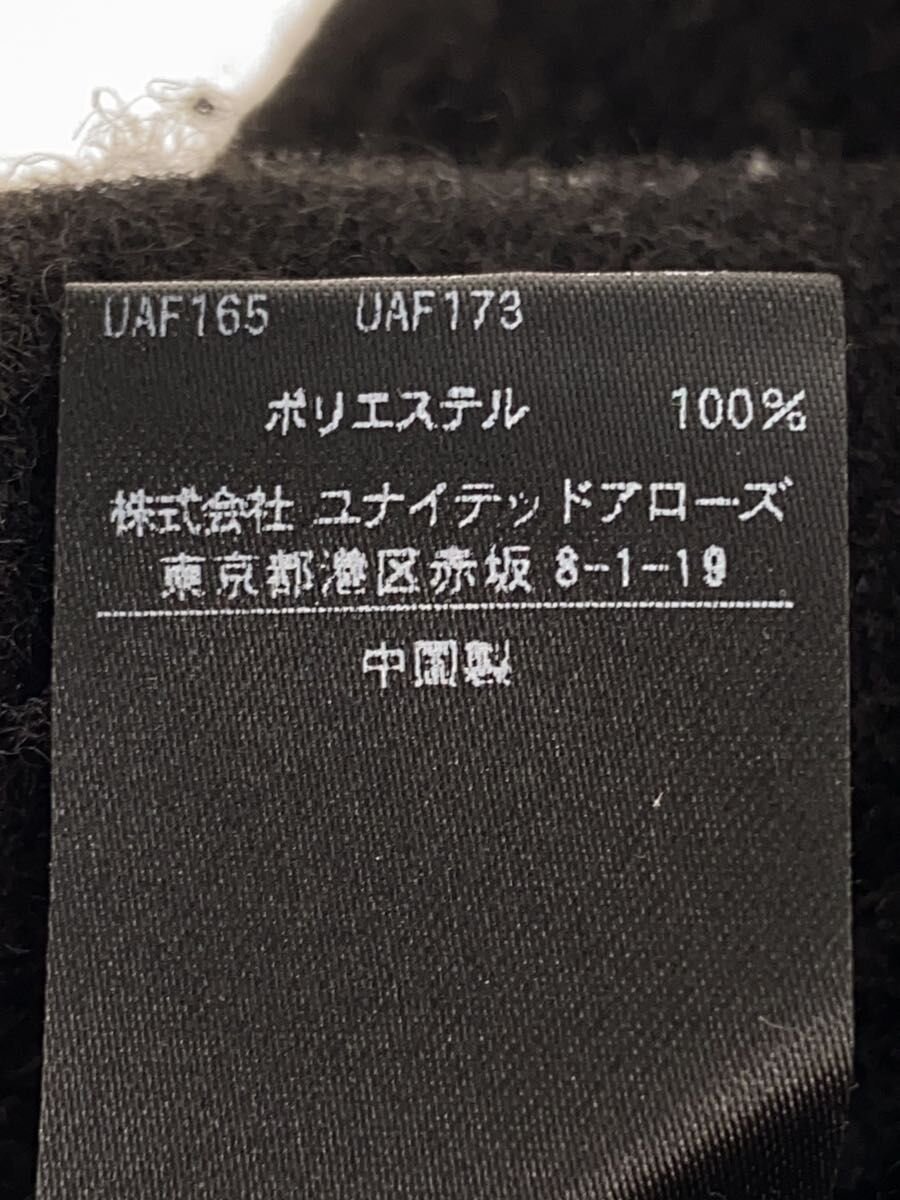 UAF165 UAF173
ポリエステル 100%
株式会社 ユナイテッドアローズ
東京都港区赤坂 8-1-19
中国製